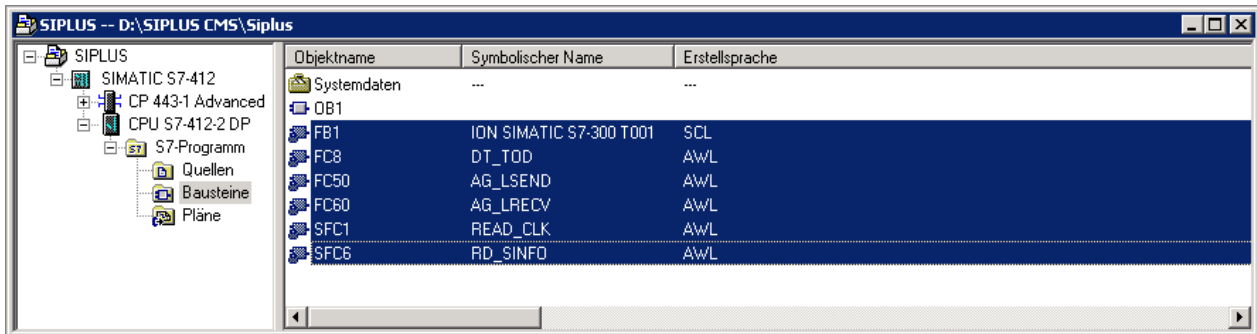 SIPLUS -- D:\SIPLUS CMS\Siplus
SIPLUS
SIMATIC S7-412
CP 443-1 Advanced
CPU S7-412-2 DP
S7-Programm
Quellen
Bausteine
Pläne
Objektname Symbolischer Name Erstellsprache
Systemdaten --- ---
OB1
FB1 ION SIMATIC S7-300 T001 SCL
FC8 DT_TOD AWL
FC50 AG_LSEND AWL
FC60 AG_LRECV AWL
SFC1 READ_CLK AWL
SFC6 RD_SINFO AWL